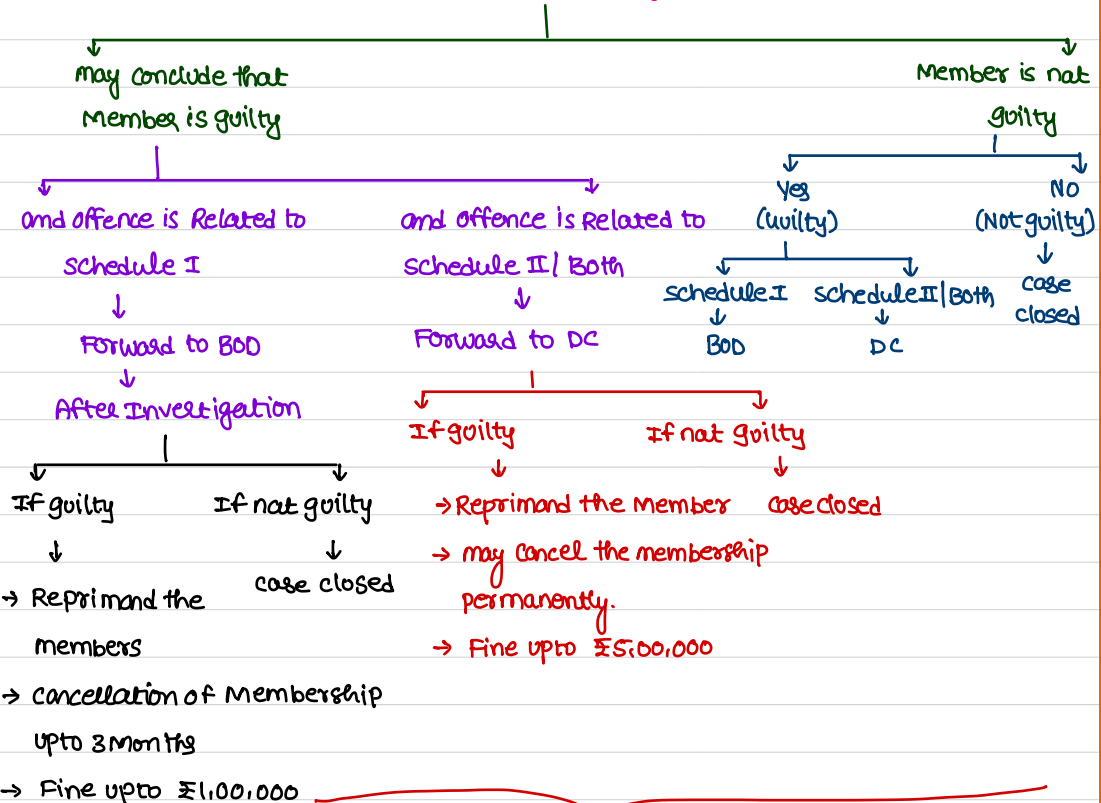 May conclude that
Member is guilty
Member is not
guilty
and offence is Related to
Schedule I
↓
Forward to BOD
↓
After Investigation
and offence is Related to
Schedule II / Both
↓
Forward to DC
Yes
(Guilty)
Schedule I
↓
BOD
Schedule II / Both
↓
DC
No
(Not guilty)
↓
case
closed
If guilty
↓
→ Reprimand the
members
→ cancellation of Membership
upto 3 Months
→ Fine upto ₹1,00,000
If not guilty
↓
case closed
If guilty
↓
→ Reprimand the Member
→ may cancel the membership
permanently.
→ Fine upto ₹5,00,000
If not guilty
↓
case closed